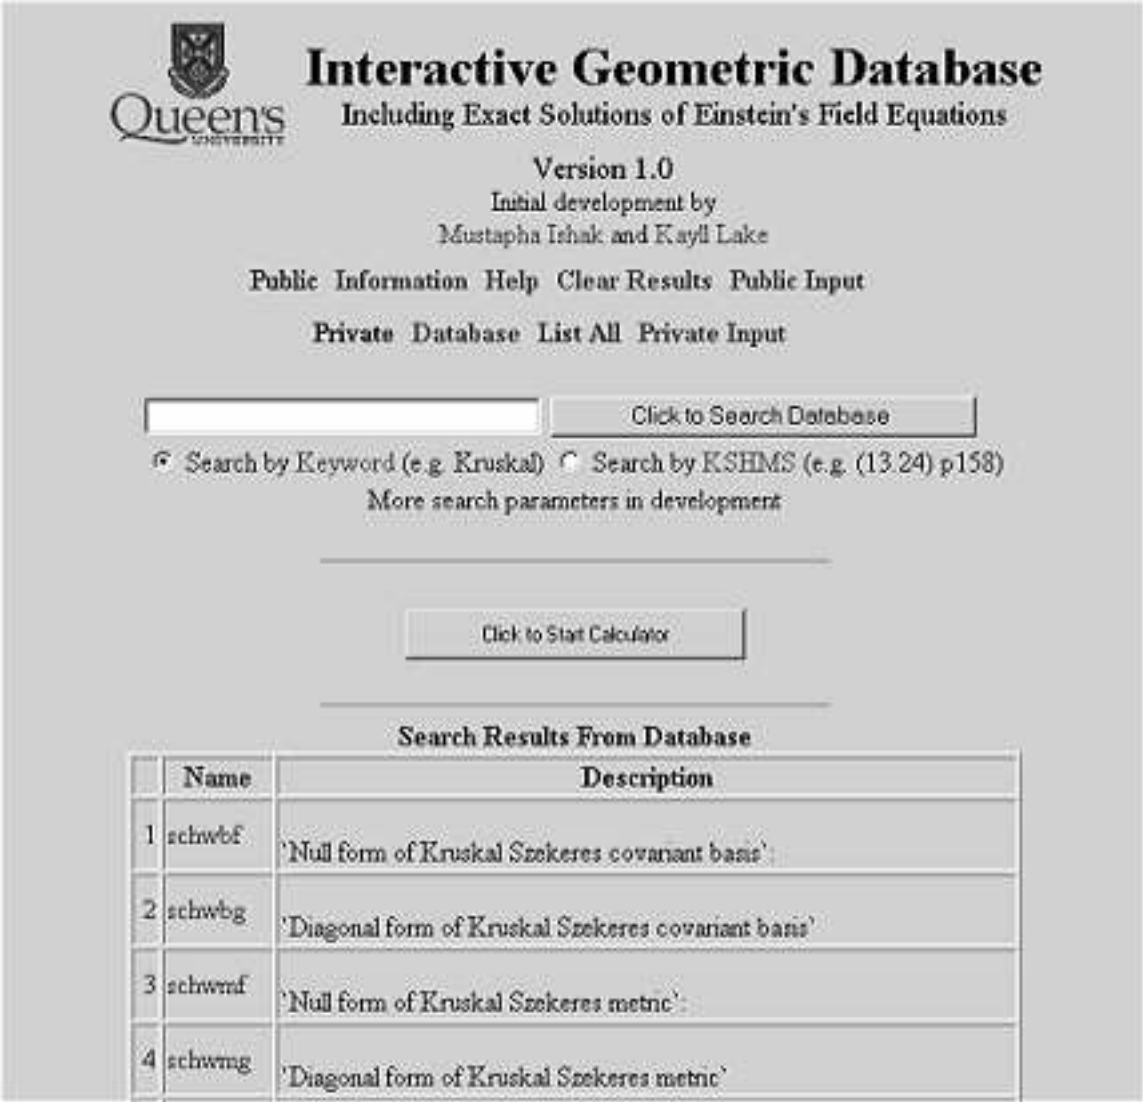 Queen's
UNIVERSITY
Interactive Geometric Database
Including Exact Solutions of Einstein's Field Equations
Version 1.0
Initial development by
Mustapha Ishak and Kayll Lake
Public Information Help Clear Results Public Input
Private Database List All Private Input
Click to Search Database
Search by Keyword (e.g. Kruskal) Search by KSHMS (e.g. (13.24) p158)
More search parameters in development
Click to Start Calculator
Search Results From Database
Name Description
1 schwbf `Null form of Kruskal Szekeres covariant basis`:
2 schwbg `Diagonal form of Kruskal Szekeres covariant basis`
3 schwmf `Null form of Kruskal Szekeres metric`:
4 schwmg `Diagonal form of Kruskal Szekeres metric`